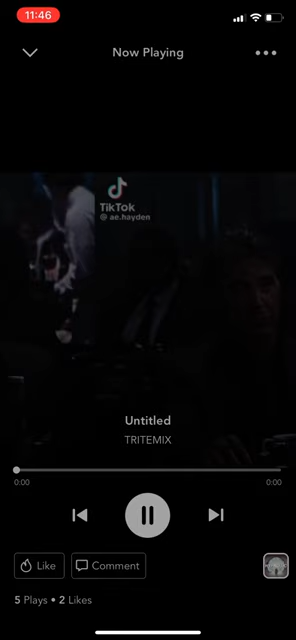 11:46
Now Playing
TikTok
@ ae.hayden
Untitled
TRITEMIX
0:00
0:00
Like
Comment
5 Plays • 2 Likes